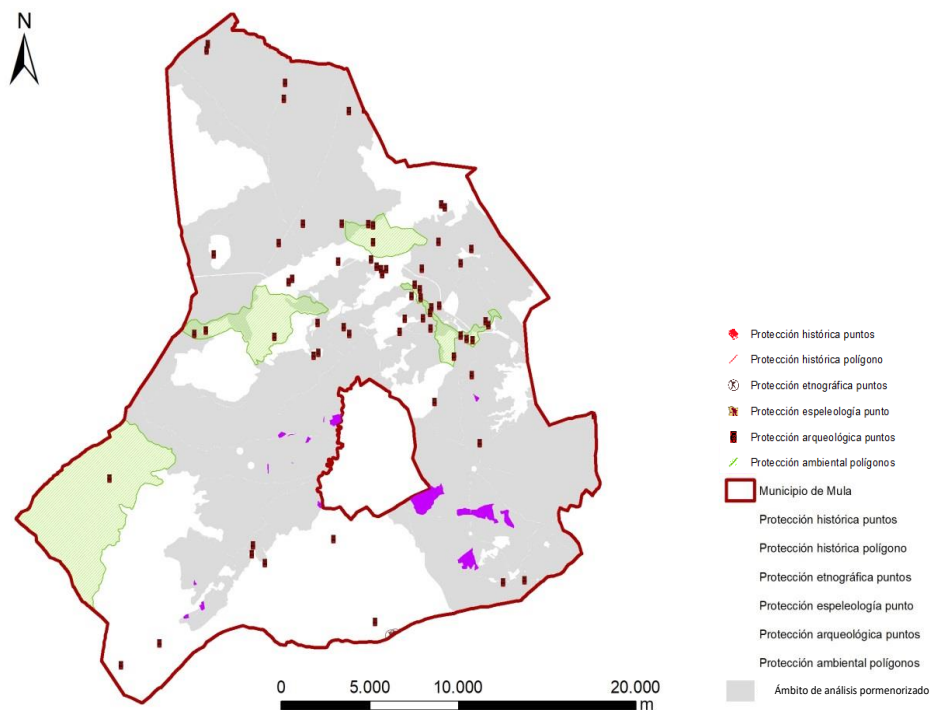 N
Protección histórica puntos
Protección histórica polígono
Protección etnográfica puntos
Protección espeleología punto
Protección arqueológica puntos
Protección ambiental polígonos
Municipio de Mula
Protección histórica puntos
Protección histórica polígono
Protección etnográfica puntos
Protección espeleología punto
Protección arqueológica puntos
Protección ambiental polígonos
Ámbito de análisis pormenorizado
0 5.000 10.000 20.000
m